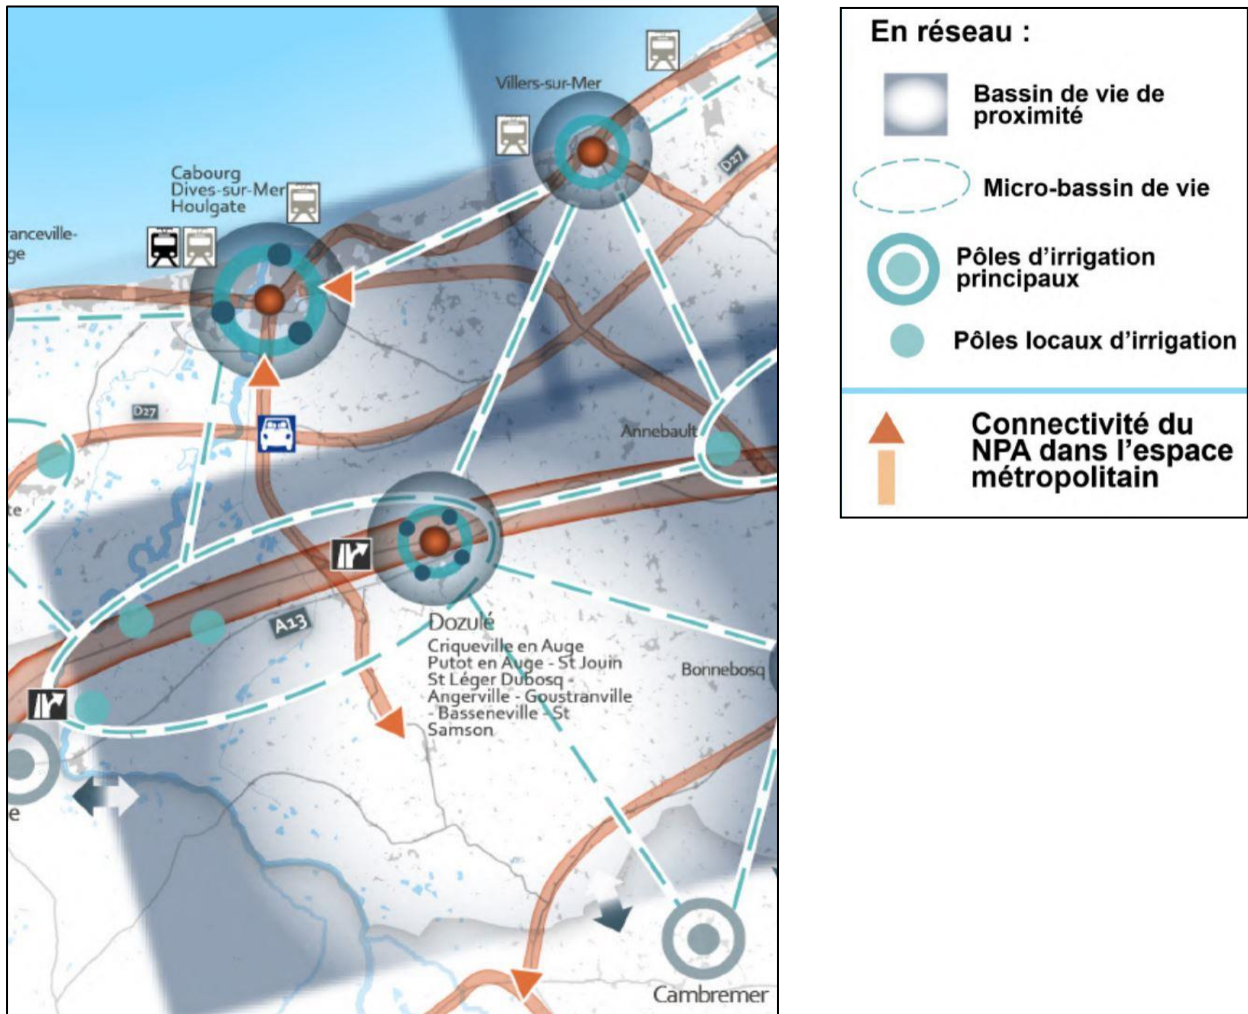 Villers-sur-Mer
D27
Cabourg
Dives-sur-Mer
Houlgate
ranceville-
ge
D27
Annebault
te
A13
Dozulé
Criqueville en Auge
Putot en Auge - St Jouin
St Léger Dubosq -
Angerville - Goustranville
- Basseneville - St
Samson
Bonnebosq
e
Cambremer
En réseau :
Bassin de vie de
proximité
Micro-bassin de vie
Pôles d'irrigation
principaux
Pôles locaux d'irrigation
Connectivité du
NPA dans l'espace
métropolitain